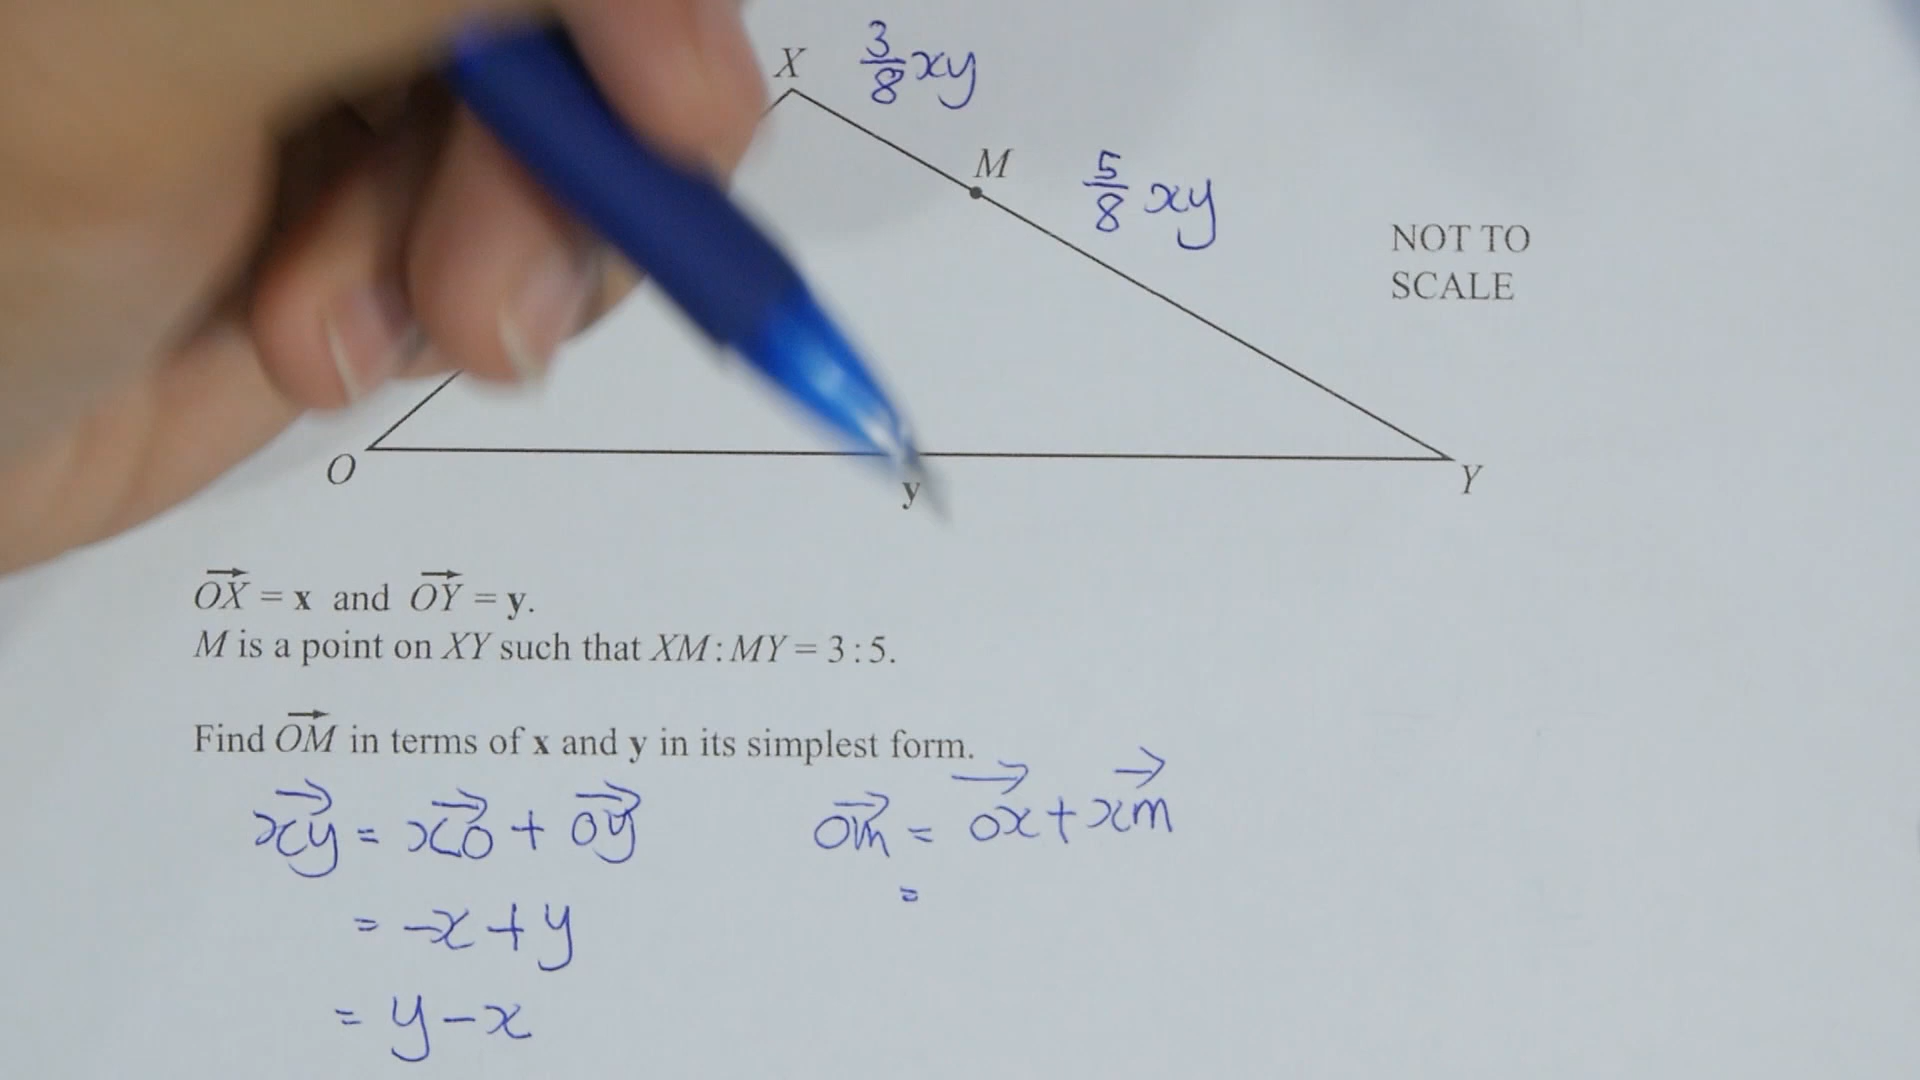 X
3/8 xy
M
5/8 xy
NOT TO
SCALE
O
y
Y
OX = x and OY = y.
M is a point on XY such that XM : MY = 3 : 5.
Find OM in terms of x and y in its simplest form.
xy = xo + oy
= -x + y
= y - x
om = ox + xm
=